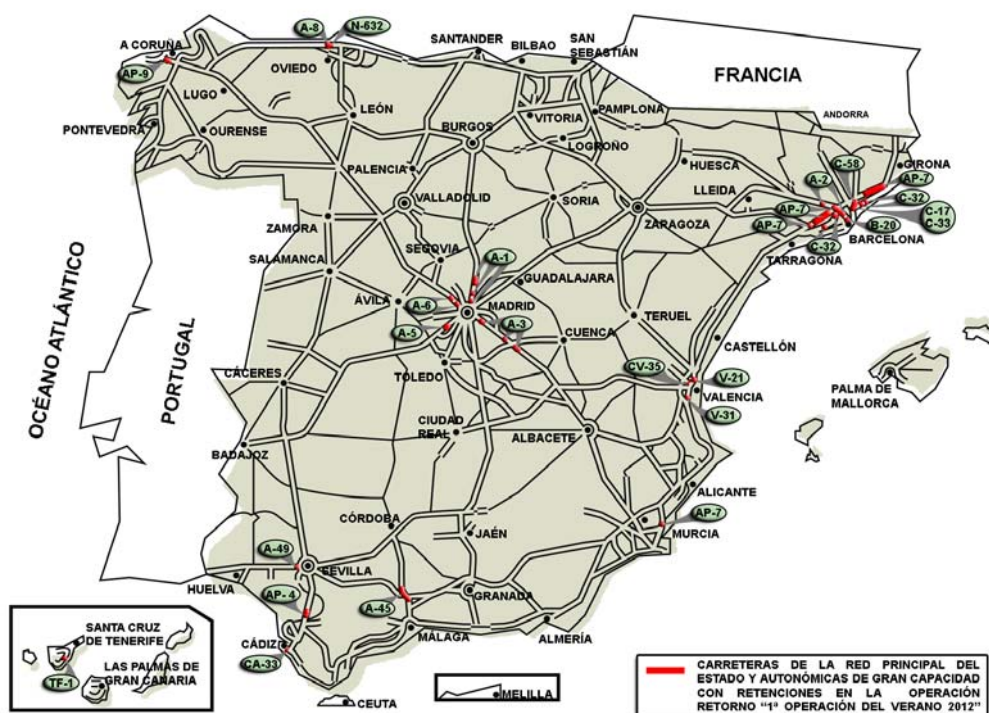 A-8
N-632
A CORUÑA
AP-9
OVIEDO
SANTANDER
BILBAO
SAN
SEBASTIÁN
FRANCIA
LUGO
LEÓN
PONTEVEDRA
OURENSE
BURGOS
VITORIA
PAMPLONA
LOGROÑO
ANDORRA
PALENCIA
HUESCA
C-58
GIRONA
A-2
AP-7
VALLADOLID
SORIA
LLEIDA
C-32
ZAMORA
ZARAGOZA
AP-7
C-17
C-33
B-20
BARCELONA
C-32
TARRAGONA
SEGOVIA
A-1
SALAMANCA
GUADALAJARA
ÁVILA
A-6
MADRID
A-5
A-3
CUENCA
TERUEL
CASTELLÓN
OCÉANO ATLÁNTICO
PORTUGAL
TOLEDO
CÁCERES
CV-35
V-21
VALENCIA
V-31
PALMA DE
MALLORCA
CIUDAD
REAL
ALBACETE
BADAJOZ
ALICANTE
CÓRDOBA
JAÉN
AP-7
MURCIA
A-49
SEVILLA
HUELVA
AP-4
A-45
GRANADA
MÁLAGA
ALMERÍA
CÁDIZ
CA-33
SANTA CRUZ
DE TENERIFE
TF-1
LAS PALMAS DE
GRAN CANARIA
CEUTA
MELILLA
CARRETERAS DE LA RED PRINCIPAL DEL
ESTADO Y AUTONÓMICAS DE GRAN CAPACIDAD
CON RETENCIONES EN LA OPERACIÓN
RETORNO "1ª OPERACIÓN DEL VERANO 2012"